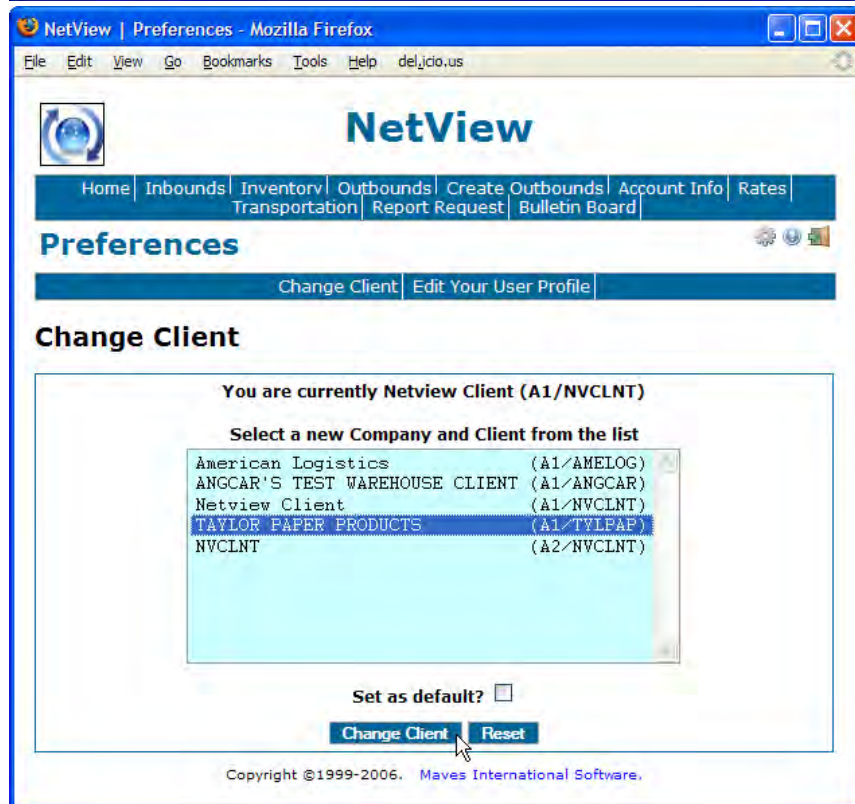 NetView | Preferences - Mozilla Firefox
File Edit View Go Bookmarks Tools Help del.icio.us
NetView
Home| Inbounds| Inventory| Outbounds| Create Outbounds| Account Info| Rates|
Transportation| Report Request| Bulletin Board|
Preferences
Change Client| Edit Your User Profile|
Change Client
You are currently Netview Client (A1/NVCLNT)
Select a new Company and Client from the list
American Logistics (A1/AMELOG)
ANGCAR'S TEST WAREHOUSE CLIENT (A1/ANGCAR)
Netview Client (A1/NVCLNT)
TAYLOR PAPER PRODUCTS (A1/TYLPAP)
NVCLNT (A2/NVCLNT)
Set as default?
Change Client Reset
Copyright ©1999-2006. Maves International Software.